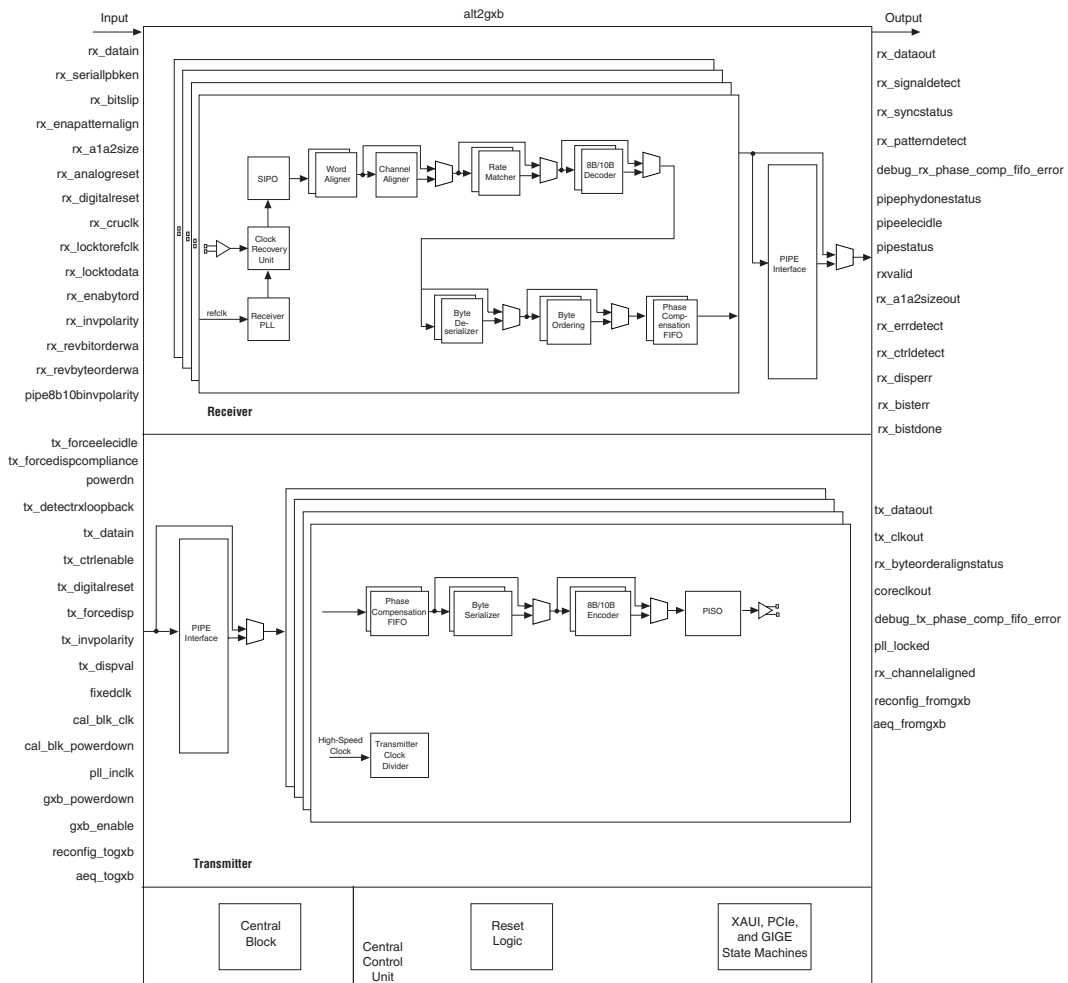 alt2gxb
Input
Output
rx_datain
rx_seriallpbken
rx_bitslip
rx_enapatternalign
rx_a1a2size
rx_analogreset
rx_digitalreset
rx_cruclk
rx_locktorefclk
rx_locktodata
rx_enabytord
rx_invpolarity
rx_revbitorderwa
rx_revbyteorderwa
pipe8b10binvpolarity
SIPO
Word
Aligner
Channel
Aligner
Rate
Matcher
8B/10B
Decoder
Clock
Recovery
Unit
refclk
Receiver
PLL
Byte
De-
serializer
Byte
Ordering
Phase
Comp-
ensation
FIFO
PIPE
Interface
Receiver
rx_dataout
rx_signaldetect
rx_syncstatus
rx_patterndetect
debug_rx_phase_comp_fifo_error
pipephydonestatus
pipeelecidle
pipestatus
rxvalid
rx_a1a2sizeout
rx_errdetect
rx_ctrldetect
rx_disperr
rx_bisterr
rx_bistdone
tx_forceelecidle
tx_forcedispcompliance
powerdn
tx_detectrxloopback
tx_datain
tx_ctrlenable
tx_digitalreset
tx_forcedisp
tx_invpolarity
tx_dispval
fixedclk
cal_blk_clk
cal_blk_powerdown
pll_inclk
gxb_powerdown
gxb_enable
reconfig_togxb
aeq_togxb
PIPE
Interface
Phase
Compensation
FIFO
Byte
Serializer
8B/10B
Encoder
PISO
High-Speed
Clock
Transmitter
Clock
Divider
Transmitter
tx_dataout
tx_clkout
rx_byteorderalignstatus
coreclkout
debug_tx_phase_comp_fifo_error
pll_locked
rx_channelaligned
reconfig_fromgxb
aeq_fromgxb
Central
Block
Central
Control
Unit
Reset
Logic
XAUI, PCIe,
and GIGE
State Machines